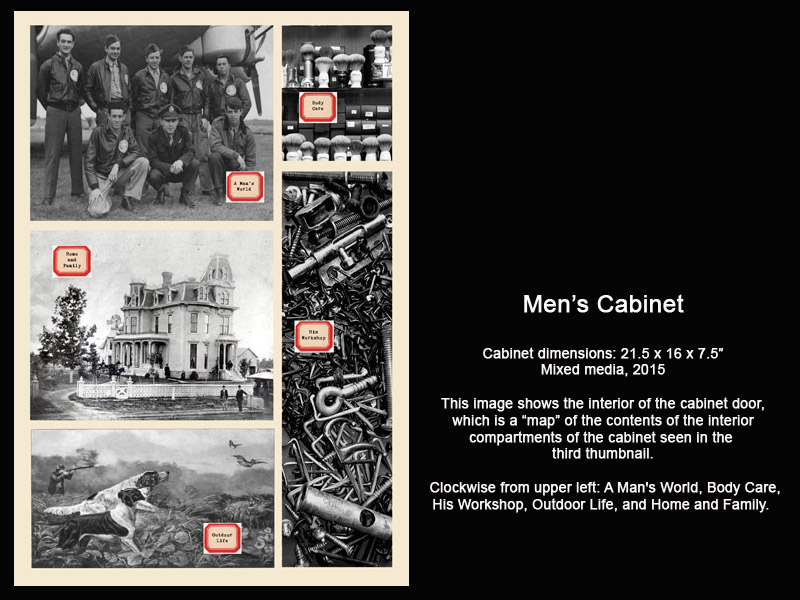 A Man's
World
Body
Care
Home
and
Family
His
Workshop
Outdoor
Life
Men’s Cabinet
Cabinet dimensions: 21.5 x 16 x 7.5”
Mixed media, 2015
This image shows the interior of the cabinet door,
which is a "map" of the contents of the interior
compartments of the cabinet seen in the
third thumbnail.
Clockwise from upper left: A Man's World, Body Care,
His Workshop, Outdoor Life, and Home and Family.